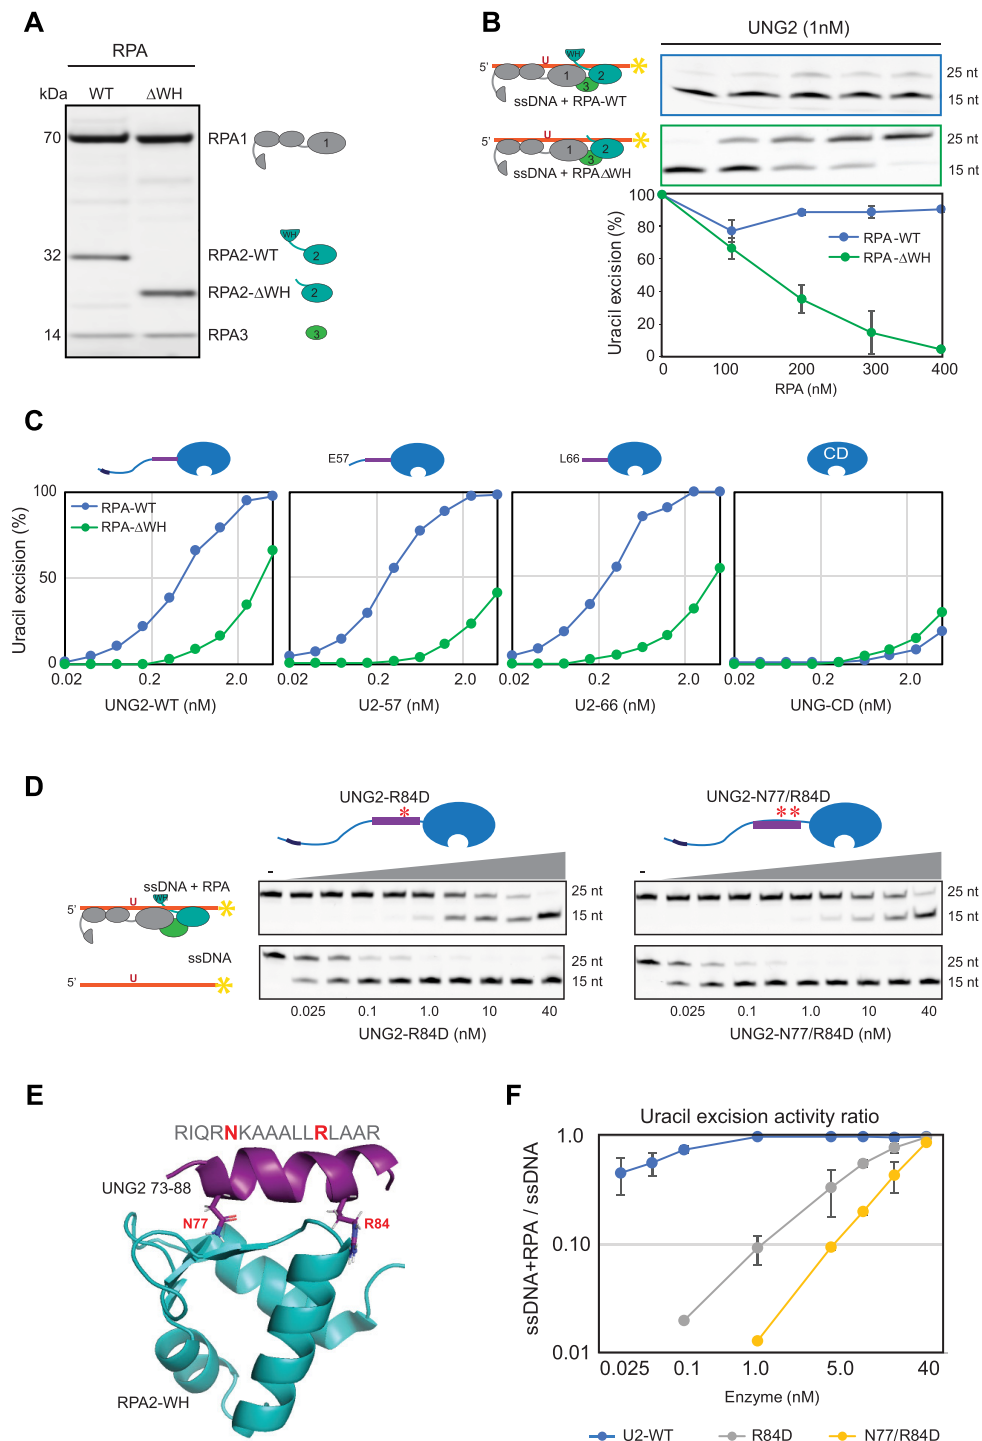 A
RPA
kDa WT ΔWH
70 RPA1 1
WH
32 RPA2-WT 2
RPA2-ΔWH 2
14 RPA3 3
B
UNG2 (1nM)
5' U WH 1 2 3
ssDNA + RPA-WT
25 nt
15 nt
5' U 1 2 3
ssDNA + RPAΔWH
25 nt
15 nt
Uracil excision (%)
100
80
60
40
20
0
RPA-WT
RPA-ΔWH
0 100 200 300 400
RPA (nM)
C
E57 L66 CD
Uracil excision (%)
100
50
0
RPA-WT
RPA-ΔWH
0.02 0.2 2.0 0.02 0.2 2.0 0.02 0.2 2.0 0.02 0.2 2.0
UNG2-WT (nM) U2-57 (nM) U2-66 (nM) UNG-CD (nM)
D
UNG2-R84D UNG2-N77/R84D
* * *
- -
ssDNA + RPA
5' U WH
25 nt 25 nt
15 nt 15 nt
ssDNA
5' U
25 nt 25 nt
15 nt 15 nt
0.025 0.1 1.0 10 40 0.025 0.1 1.0 10 40
UNG2-R84D (nM) UNG2-N77/R84D (nM)
E
RIQRNKAAALLRLAAR
UNG2 73-88
N77 R84
RPA2-WH
F
Uracil excision activity ratio
ssDNA+RPA / ssDNA
1.0
0.10
0.01
0.025 0.1 1.0 5.0 40
Enzyme (nM)
U2-WT R84D N77/R84D